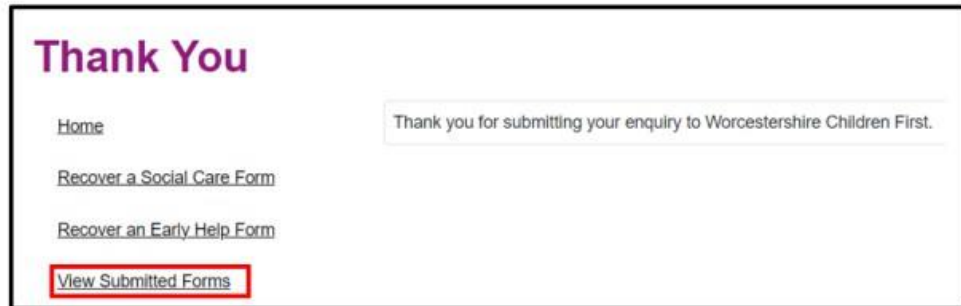 Thank You
Home
Thank you for submitting your enquiry to Worcestershire Children First.
Recover a Social Care Form
Recover an Early Help Form
View Submitted Forms